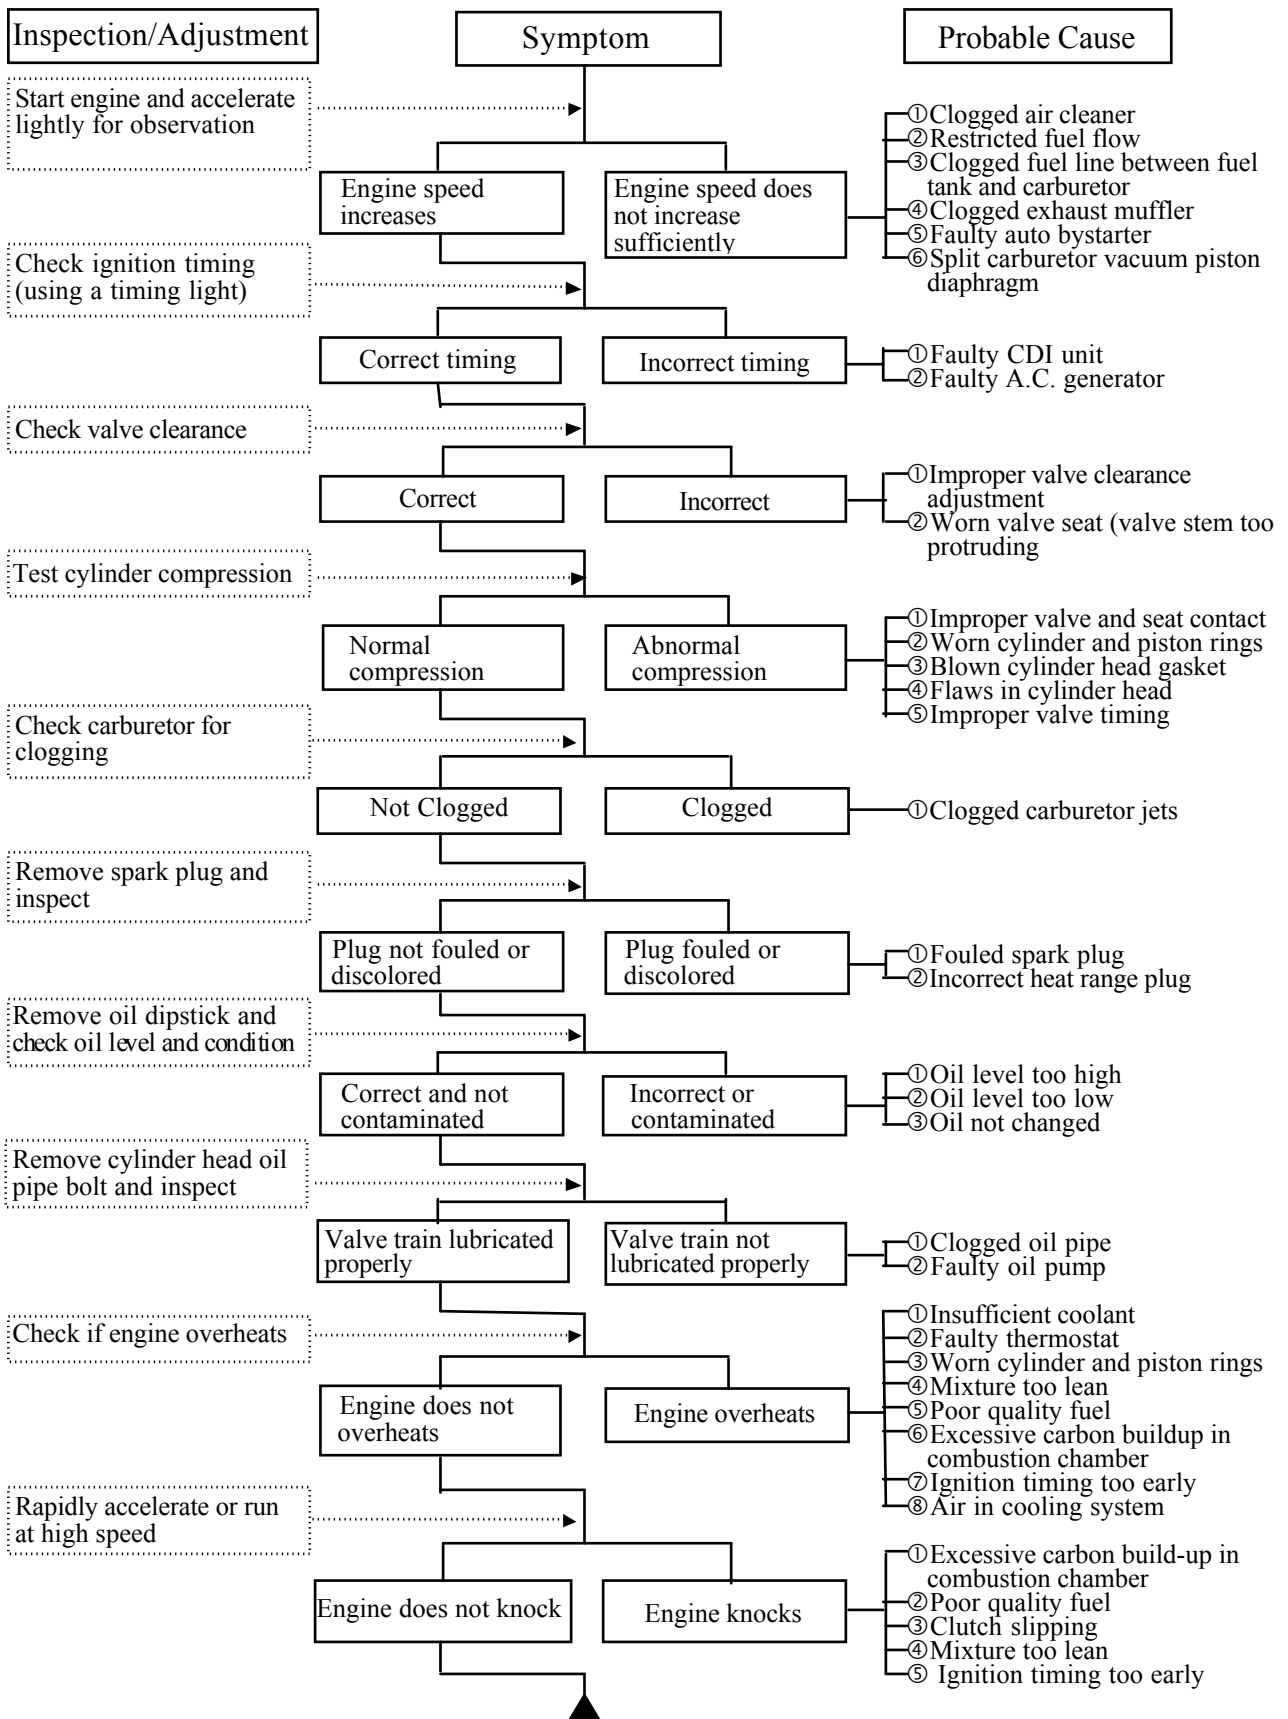 Inspection/Adjustment
Symptom
Probable Cause
Start engine and accelerate
lightly for observation
Engine speed
increases
Engine speed does
not increase
sufficiently
①Clogged air cleaner
②Restricted fuel flow
③Clogged fuel line between fuel
tank and carburetor
④Clogged exhaust muffler
⑤Faulty auto bystarter
⑥Split carburetor vacuum piston
diaphragm
Check ignition timing
(using a timing light)
Correct timing
Incorrect timing
①Faulty CDI unit
②Faulty A.C. generator
Check valve clearance
Correct
Incorrect
①Improper valve clearance
adjustment
②Worn valve seat (valve stem too
protruding
Test cylinder compression
Normal
compression
Abnormal
compression
①Improper valve and seat contact
②Worn cylinder and piston rings
③Blown cylinder head gasket
④Flaws in cylinder head
⑤Improper valve timing
Check carburetor for
clogging
Not Clogged
Clogged
①Clogged carburetor jets
Remove spark plug and
inspect
Plug not fouled or
discolored
Plug fouled or
discolored
①Fouled spark plug
②Incorrect heat range plug
Remove oil dipstick and
check oil level and condition
Correct and not
contaminated
Incorrect or
contaminated
①Oil level too high
②Oil level too low
③Oil not changed
Remove cylinder head oil
pipe bolt and inspect
Valve train lubricated
properly
Valve train not
lubricated properly
①Clogged oil pipe
②Faulty oil pump
Check if engine overheats
Engine does not
overheats
Engine overheats
①Insufficient coolant
②Faulty thermostat
③Worn cylinder and piston rings
④Mixture too lean
⑤Poor quality fuel
⑥Excessive carbon buildup in
combustion chamber
⑦Ignition timing too early
⑧Air in cooling system
Rapidly accelerate or run
at high speed
Engine does not knock
Engine knocks
①Excessive carbon build-up in
combustion chamber
②Poor quality fuel
③Clutch slipping
④Mixture too lean
⑤ Ignition timing too early